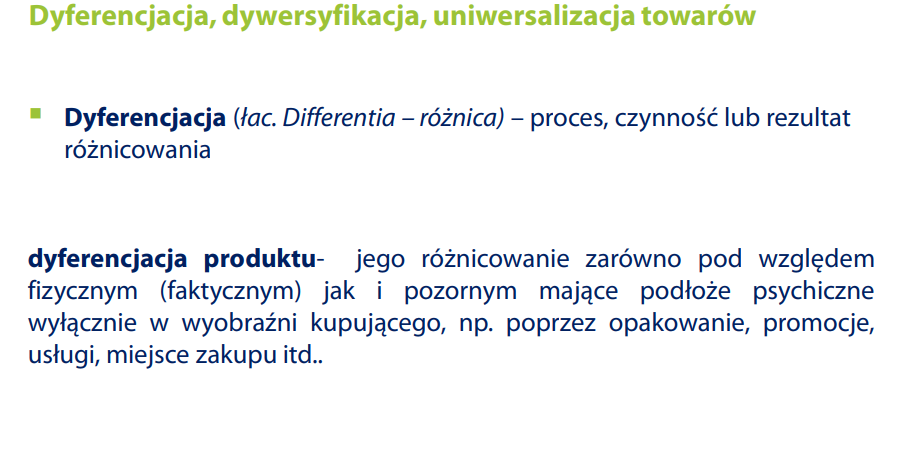 Dyferencjacja, dywersyfikacja, uniwersalizacja towarów
▪ Dyferencjacja (łac. Differentia – różnica) – proces, czynność lub rezultat
różnicowania
dyferencjacja produktu- jego różnicowanie zarówno pod względem
fizycznym (faktycznym) jak i pozornym mające podłoże psychiczne
wyłącznie w wyobraźni kupującego, np. poprzez opakowanie, promocje,
usługi, miejsce zakupu itd..